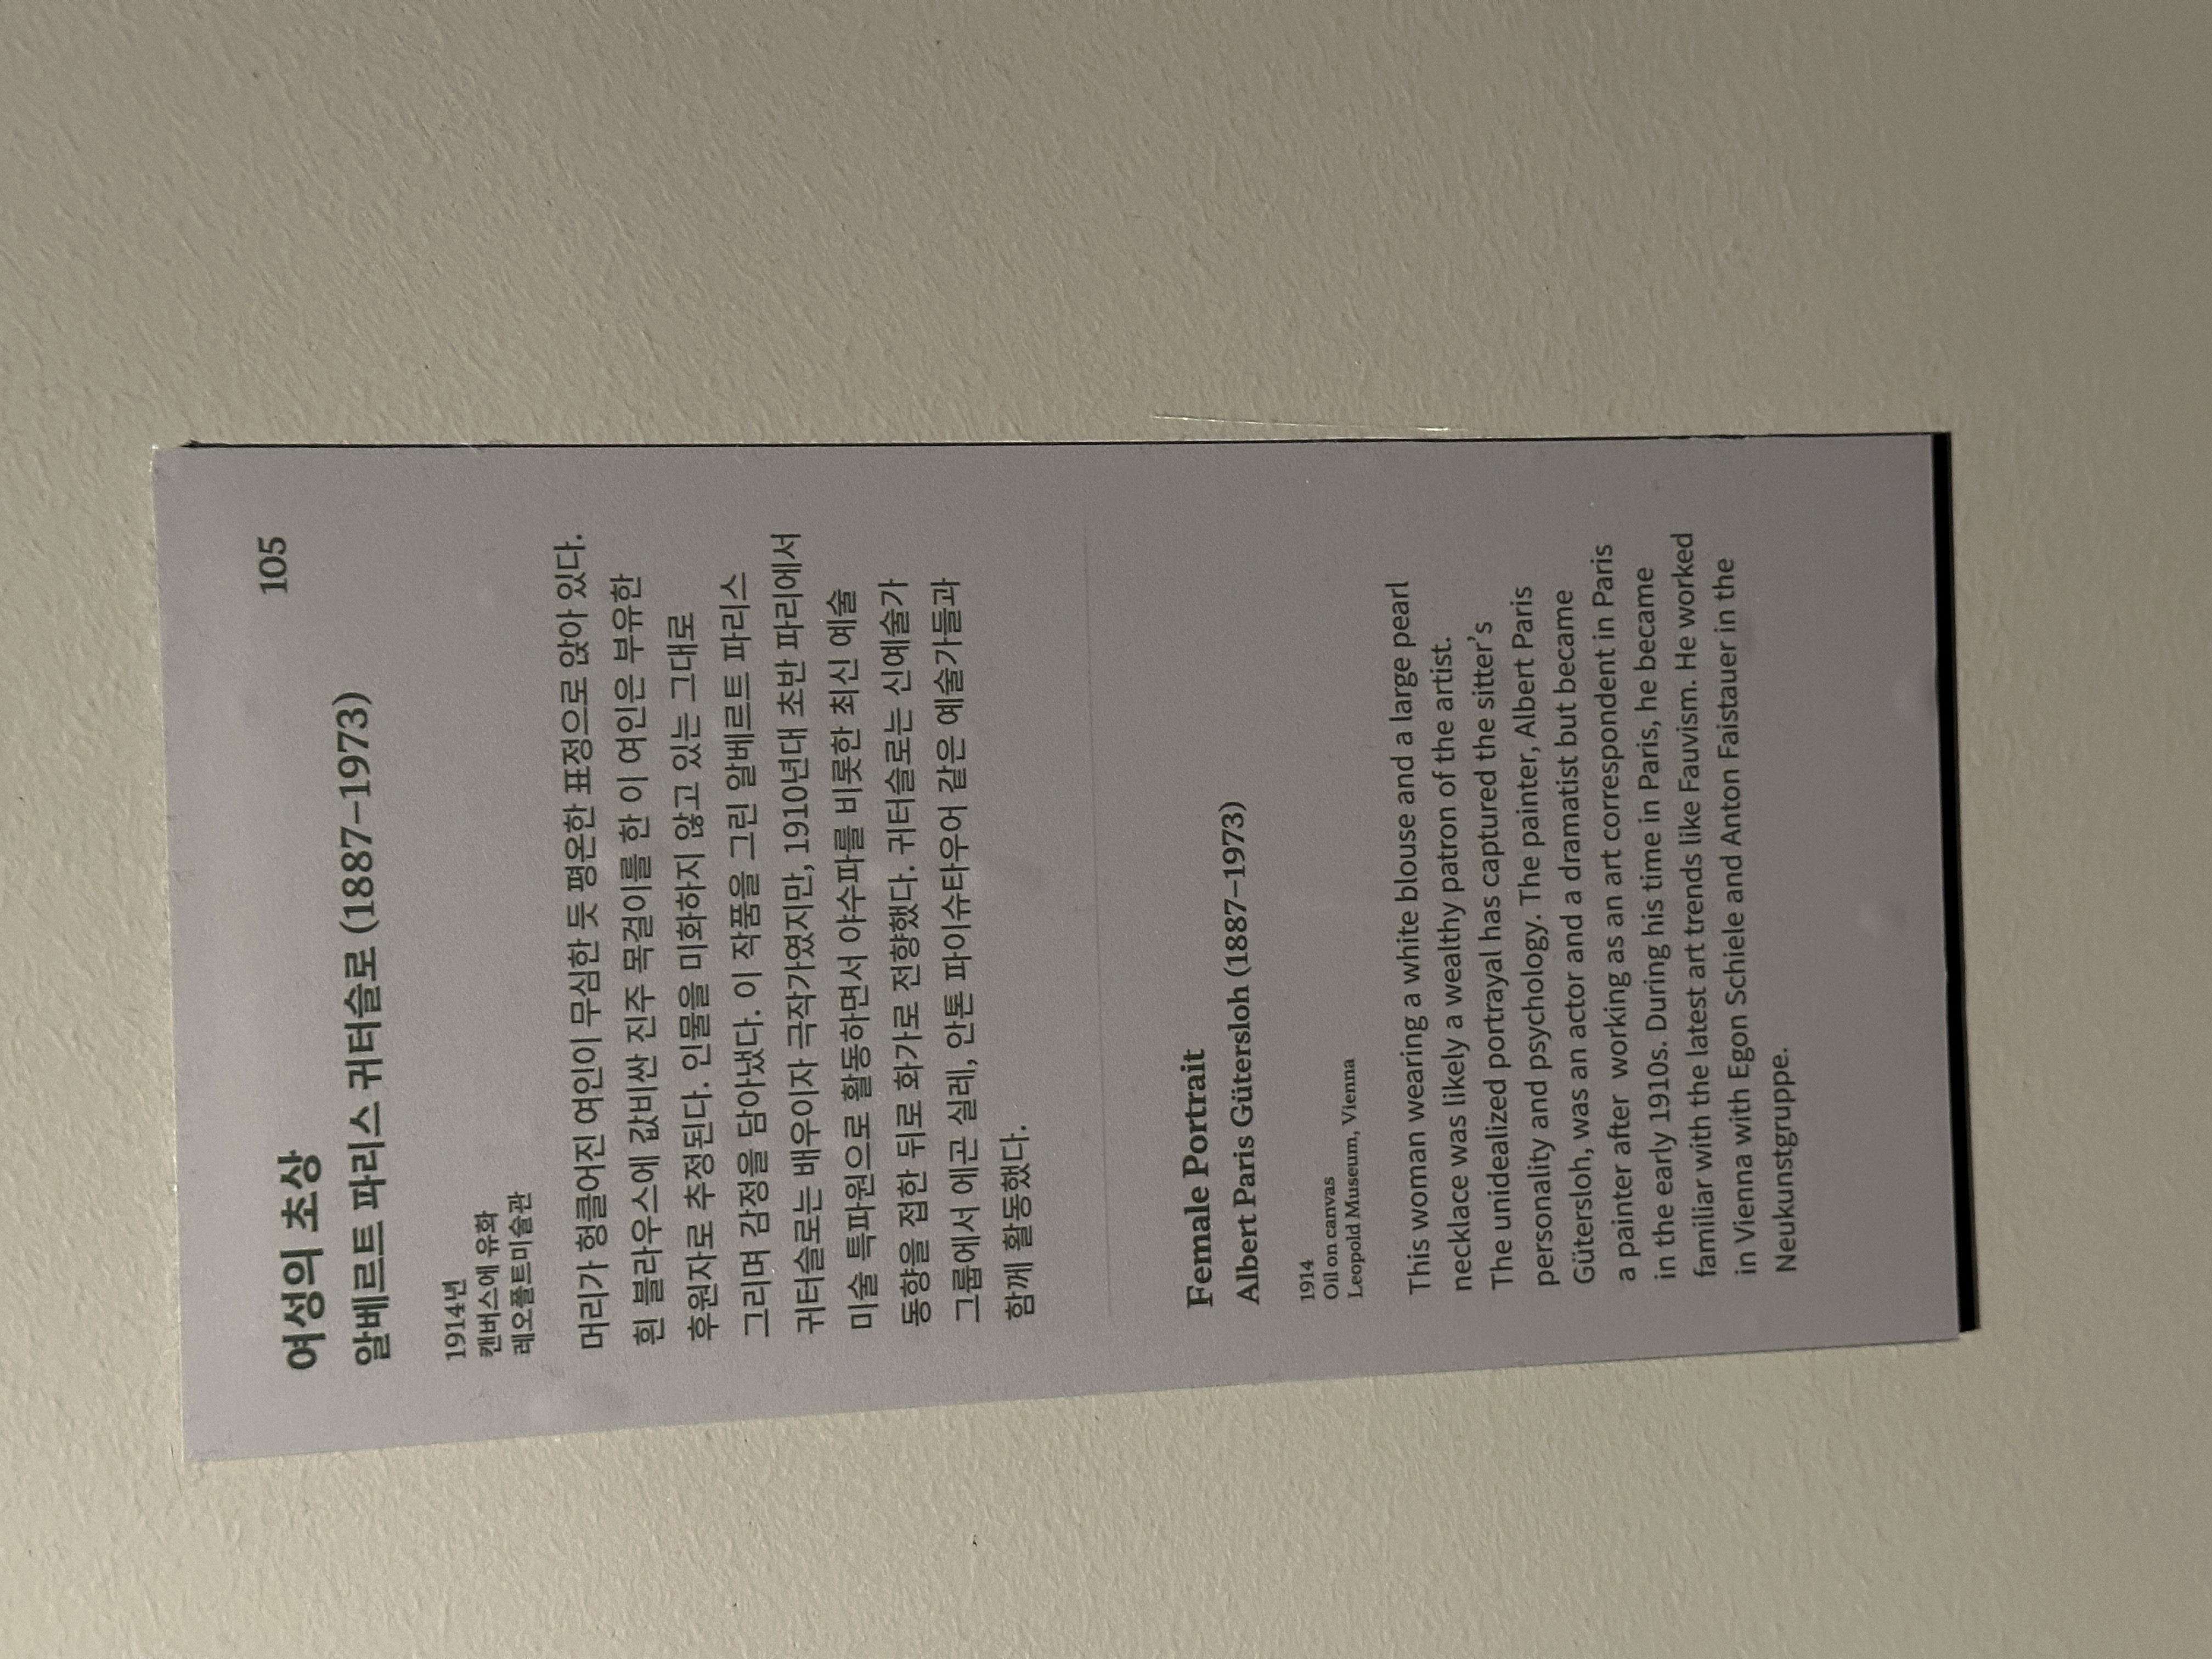 여성의 초상 105
알베르트 파리스 귀터슬로 (1887–1973)
1914년
캔버스에 유화
레오폴트미술관
머리가 헝클어진 여인이 무심한 듯 평온한 표정으로 앉아 있다.
흰 블라우스에 값비싼 진주 목걸이를 한 이 여인은 부유한
후원자로 추정된다. 인물을 미화하지 않고 있는 그대로
그리며 감정을 담아냈다. 이 작품을 그린 알베르트 파리스
귀터슬로는 배우이자 극작가였지만, 1910년대 초반 파리에서
미술 특파원으로 활동하면서 야수파를 비롯한 최신 예술
동향을 접한 뒤로 화가로 전향했다. 귀터슬로는 신예술가
그룹에서 에곤 실레, 안톤 파이슈타우어 같은 예술가들과
함께 활동했다.
Female Portrait
Albert Paris Gütersloh (1887–1973)
1914
Oil on canvas
Leopold Museum, Vienna
This woman wearing a white blouse and a large pearl
necklace was likely a wealthy patron of the artist.
The unidealized portrayal has captured the sitter's
personality and psychology. The painter, Albert Paris
Gütersloh, was an actor and a dramatist but became
a painter after working as an art correspondent in Paris
in the early 1910s. During his time in Paris, he became
familiar with the latest art trends like Fauvism. He worked
in Vienna with Egon Schiele and Anton Faistauer in the
Neukunstgruppe.